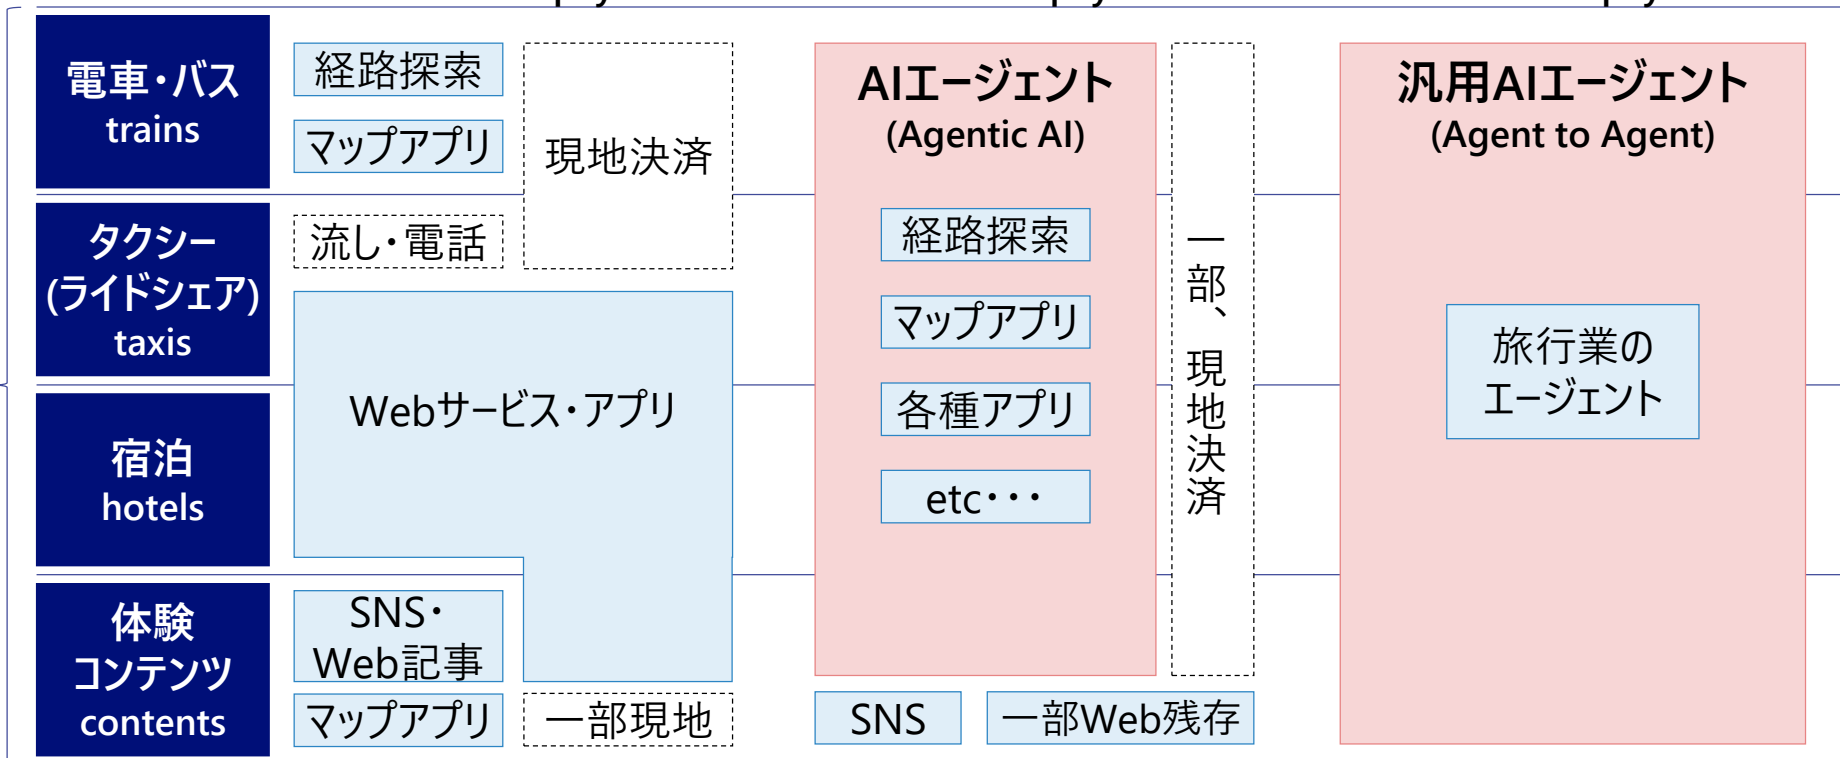 電車・バス
trains
経路探索
マップアプリ
現地決済
タクシー
(ライドシェア)
taxis
流し・電話
Webサービス・アプリ
宿泊
hotels
体験
コンテンツ
contents
SNS・
Web記事
マップアプリ
一部現地
AIエージェント
(Agentic AI)
経路探索
マップアプリ
各種アプリ
etc・・・
一部、現地決済
SNS
一部Web残存
汎用AIエージェント
(Agent to Agent)
旅行業の
エージェント